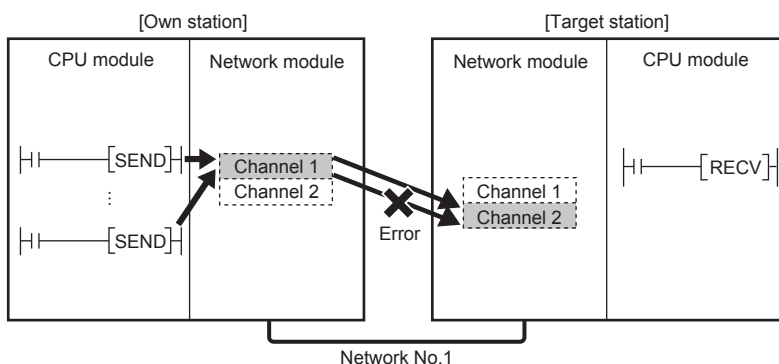 [Own station]
[Target station]
CPU module
Network module
Network module
CPU module
SEND
Channel 1
Channel 2
SEND
Error
Channel 1
Channel 2
RECV
Network No.1